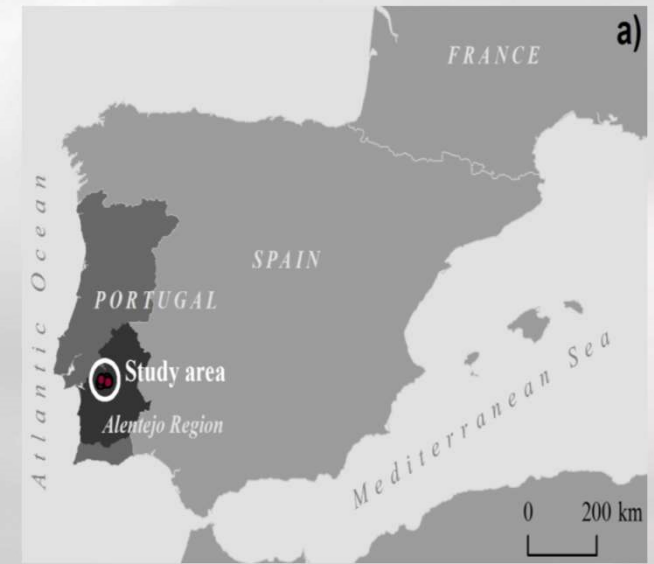 a)
FRANCE
Atlantic Ocean
SPAIN
PORTUGAL
Study area
Alentejo Region
Mediterranean Sea
0 200 km